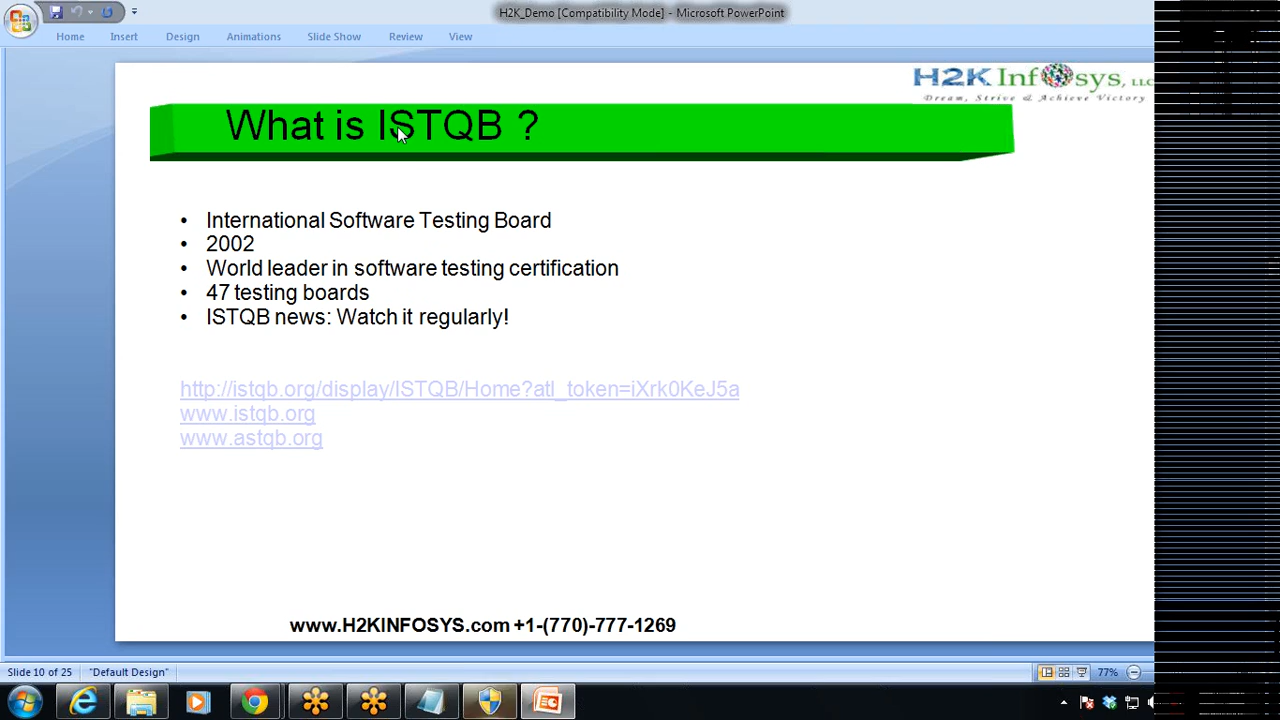 H2K_Demo [Compatibility Mode] - Microsoft PowerPoint
Home Insert Design Animations Slide Show Review View
H2K Infosys, LLC
Dream, Strive & Achieve Victory
What is ISTQB ?
• International Software Testing Board
• 2002
• World leader in software testing certification
• 47 testing boards
• ISTQB news: Watch it regularly!
http://istqb.org/display/ISTQB/Home?atl_token=iXrk0KeJ5a
www.istqb.org
www.astqb.org
www.H2KINFOSYS.com +1-(770)-777-1269
Slide 10 of 25 "Default Design" 77%